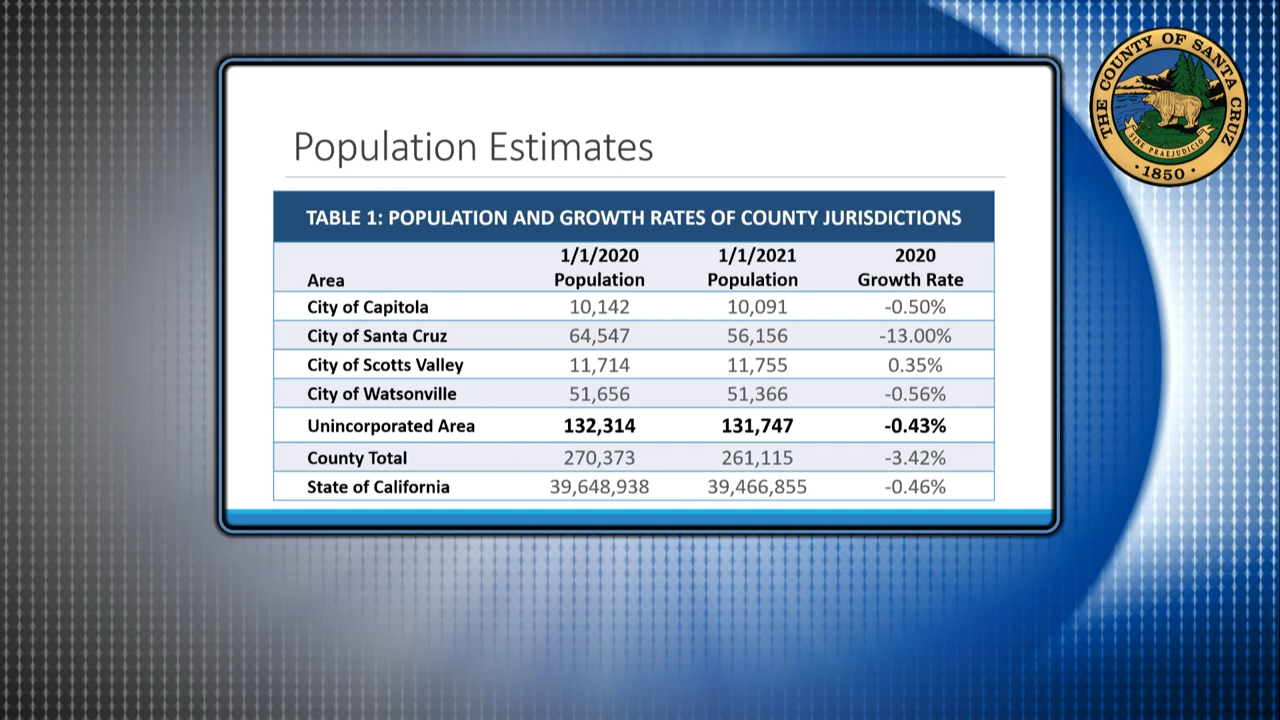 Population Estimates
TABLE 1: POPULATION AND GROWTH RATES OF COUNTY JURISDICTIONS
Area 1/1/2020 Population 1/1/2021 Population 2020 Growth Rate
City of Capitola 10,142 10,091 -0.50%
City of Santa Cruz 64,547 56,156 -13.00%
City of Scotts Valley 11,714 11,755 0.35%
City of Watsonville 51,656 51,366 -0.56%
Unincorporated Area 132,314 131,747 -0.43%
County Total 270,373 261,115 -3.42%
State of California 39,648,938 39,466,855 -0.46%
THE COUNTY OF SANTA CRUZ
SINE PRAEJUDICIO
1850